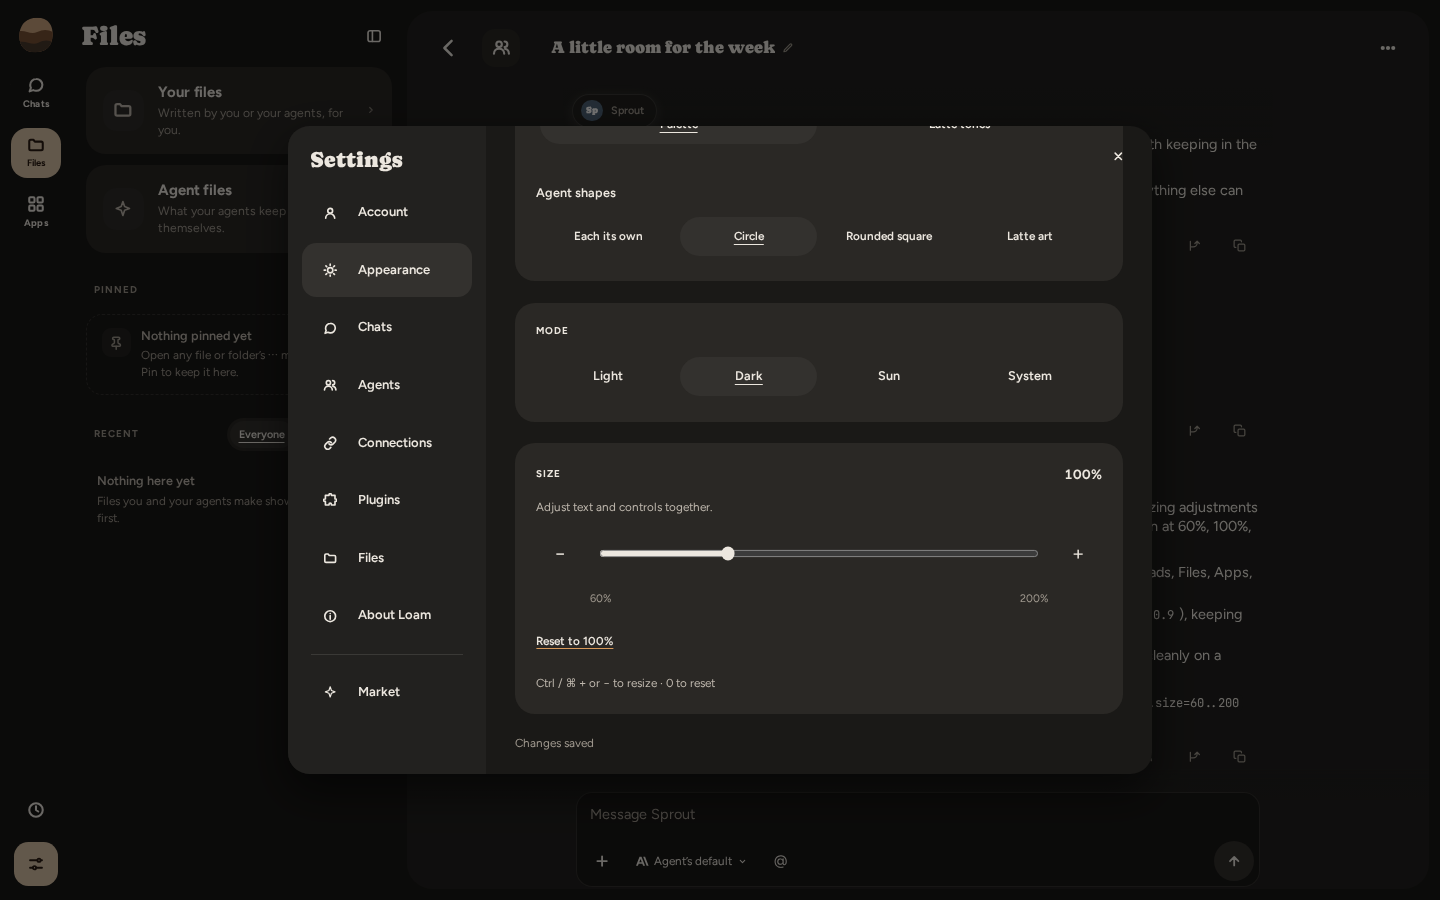 Files
Chats
Files
Apps
Your files
Written by you or your agents, for
you.
Agent files
What your agents keep
themselves.
PINNED
Nothing pinned yet
Open any file or folder's ··· m
Pin to keep it here.
RECENT
Everyone
Nothing here yet
Files you and your agents make show
first.
A little room for the week
Sp Sprout
th keeping in the
ything else can
zing adjustments
n at 60%, 100%,
ads, Files, Apps,
0.9 ), keeping
leanly on a
.size=60..200
Message Sprout
Agent's default
@
Settings
Account
Appearance
Chats
Agents
Connections
Plugins
Files
About Loam
Market
Palette
Latte tones
Agent shapes
Each its own
Circle
Rounded square
Latte art
MODE
Light
Dark
Sun
System
SIZE
100%
Adjust text and controls together.
− +
60%
200%
Reset to 100%
Ctrl / ⌘ + or − to resize · 0 to reset
Changes saved